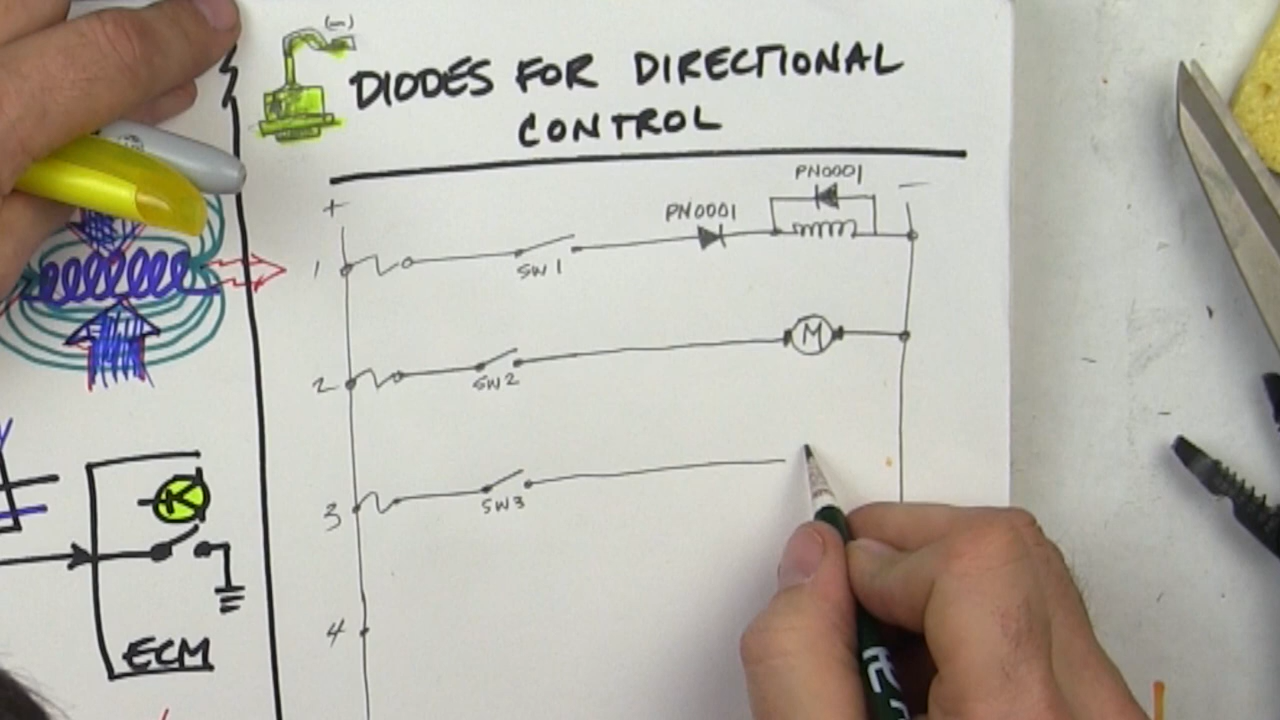 DIODES FOR DIRECTIONAL
CONTROL
+
−
PN0001
PN0001
1
SW1
M
2
SW2
3
SW3
4
K
ECM